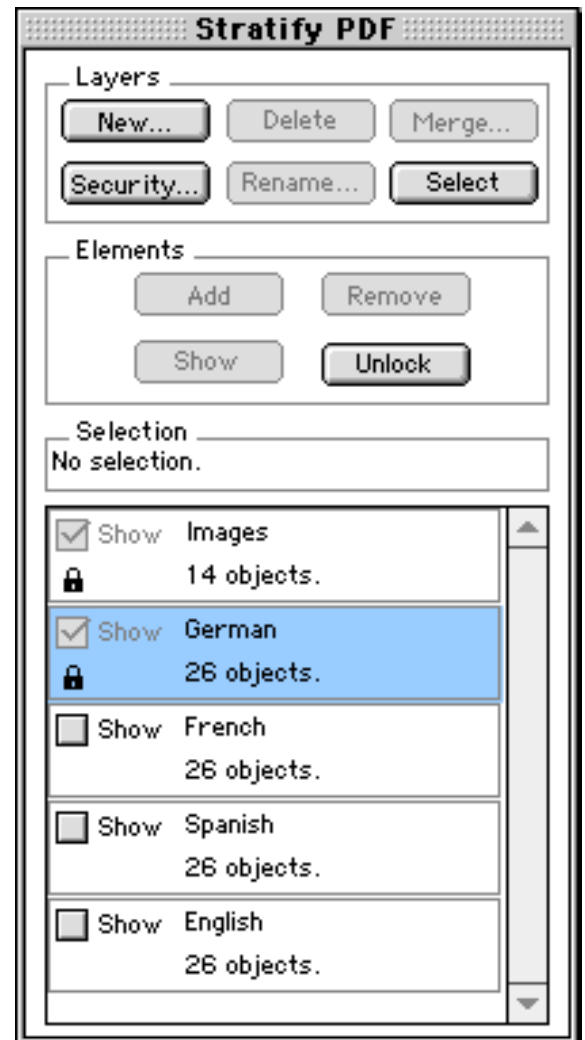 Stratify PDF
Layers
New... Delete Merge...
Security... Rename... Select
Elements
Add Remove
Show Unlock
Selection
No selection.
Show Images
14 objects.
Show German
26 objects.
Show French
26 objects.
Show Spanish
26 objects.
Show English
26 objects.